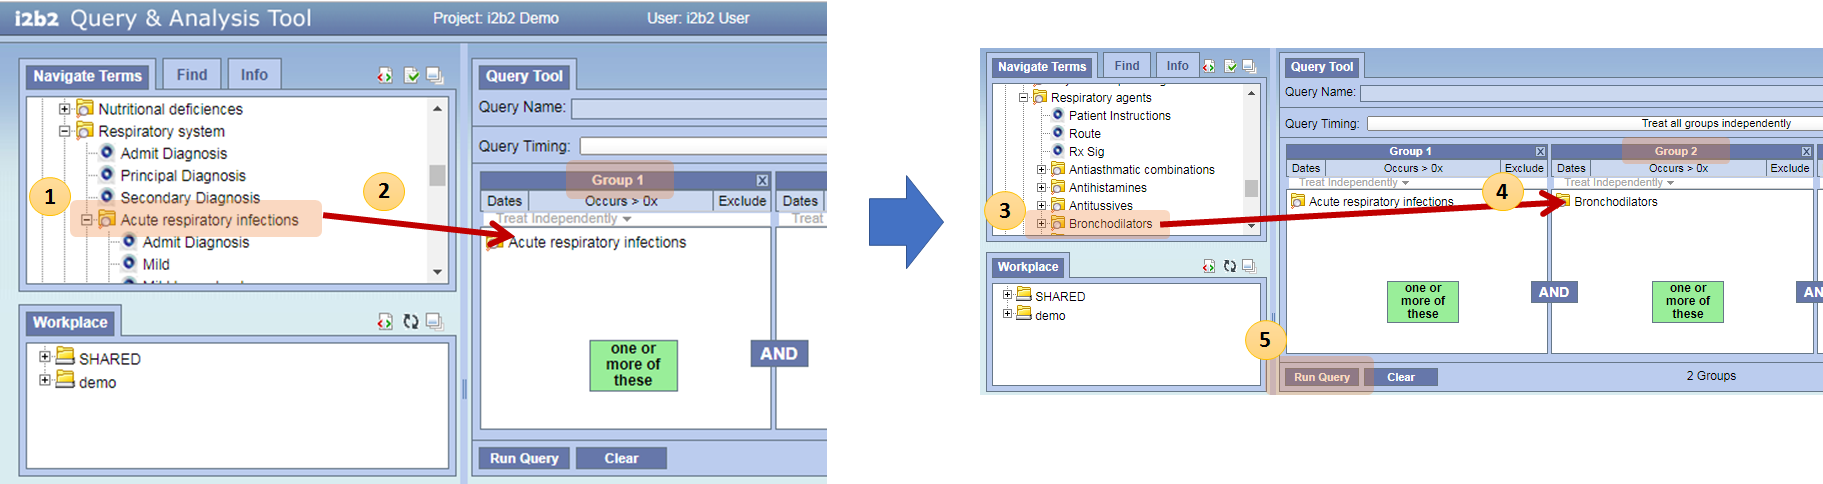 i2b2 Query & Analysis Tool
Project: i2b2 Demo
User: i2b2 User
Navigate Terms
Find
Info
Nutritional deficiences
Respiratory system
Admit Diagnosis
Principal Diagnosis
Secondary Diagnosis
Acute respiratory infections
Admit Diagnosis
Mild
1
2
Workplace
SHARED
demo
Query Tool
Query Name:
Query Timing:
Group 1
X
Dates
Occurs > 0x
Exclude
Dates
Treat Independently
Treat
Acute respiratory infections
one or
more of
these
AND
Run Query
Clear
Navigate Terms
Find
Info
Respiratory agents
Patient Instructions
Route
Rx Sig
Antiasthmatic combinations
Antihistamines
Antitussives
Bronchodilators
3
4
Workplace
SHARED
demo
5
Query Tool
Query Name:
Query Timing:
Treat all groups independently
Group 1
X
Group 2
X
Dates
Occurs > 0x
Exclude
Dates
Occurs > 0x
Exclude
Treat Independently
Treat Independently
Acute respiratory infections
Bronchodilators
one or
more of
these
AND
one or
more of
these
AN
Run Query
Clear
2 Groups